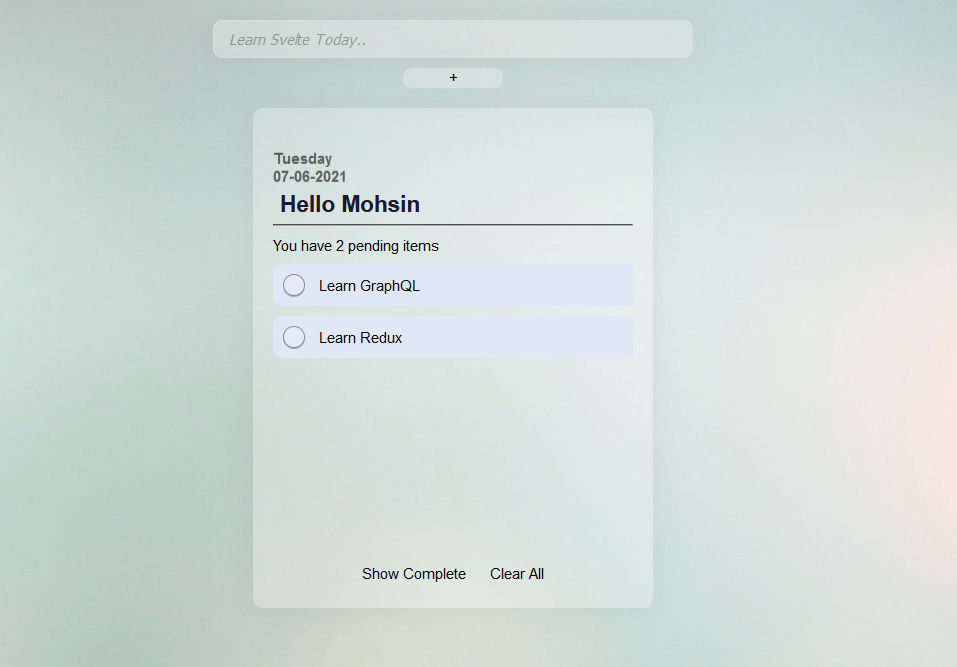 Learn Svelte Today..
+
Tuesday
07-06-2021
Hello Mohsin
You have 2 pending items
Learn GraphQL
Learn Redux
Show Complete Clear All